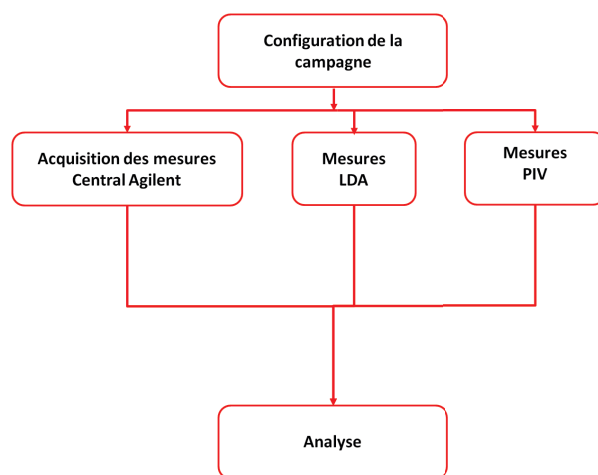 Configuration de la
campagne
Acquisition des mesures
Central Agilent
Mesures
LDA
Mesures
PIV
Analyse